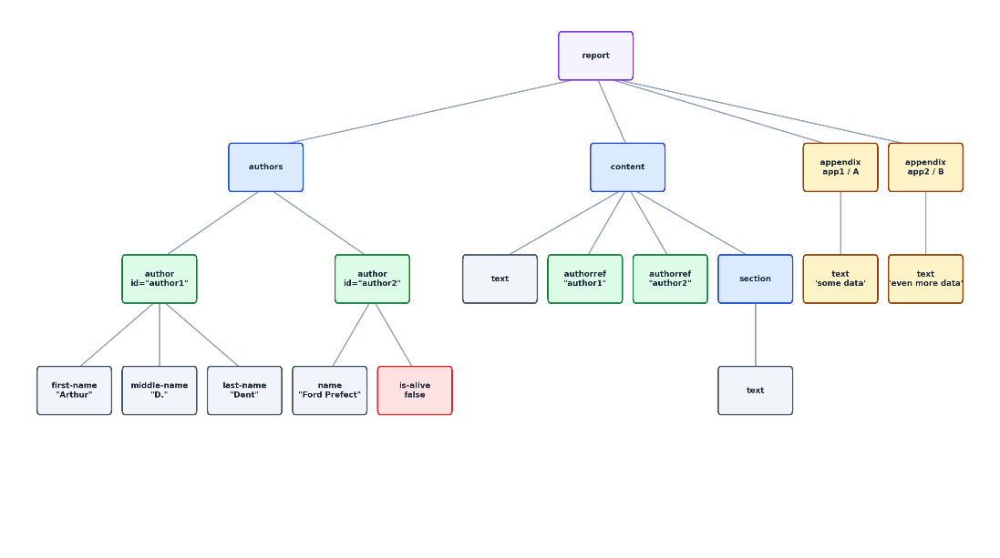 report
authors
content
appendix
app1 / A
appendix
app2 / B
author
id="author1"
author
id="author2"
text
authorref
"author1"
authorref
"author2"
section
text
'some data'
text
'even more data'
first-name
"Arthur"
middle-name
"D."
last-name
"Dent"
name
"Ford Prefect"
is-alive
false
text